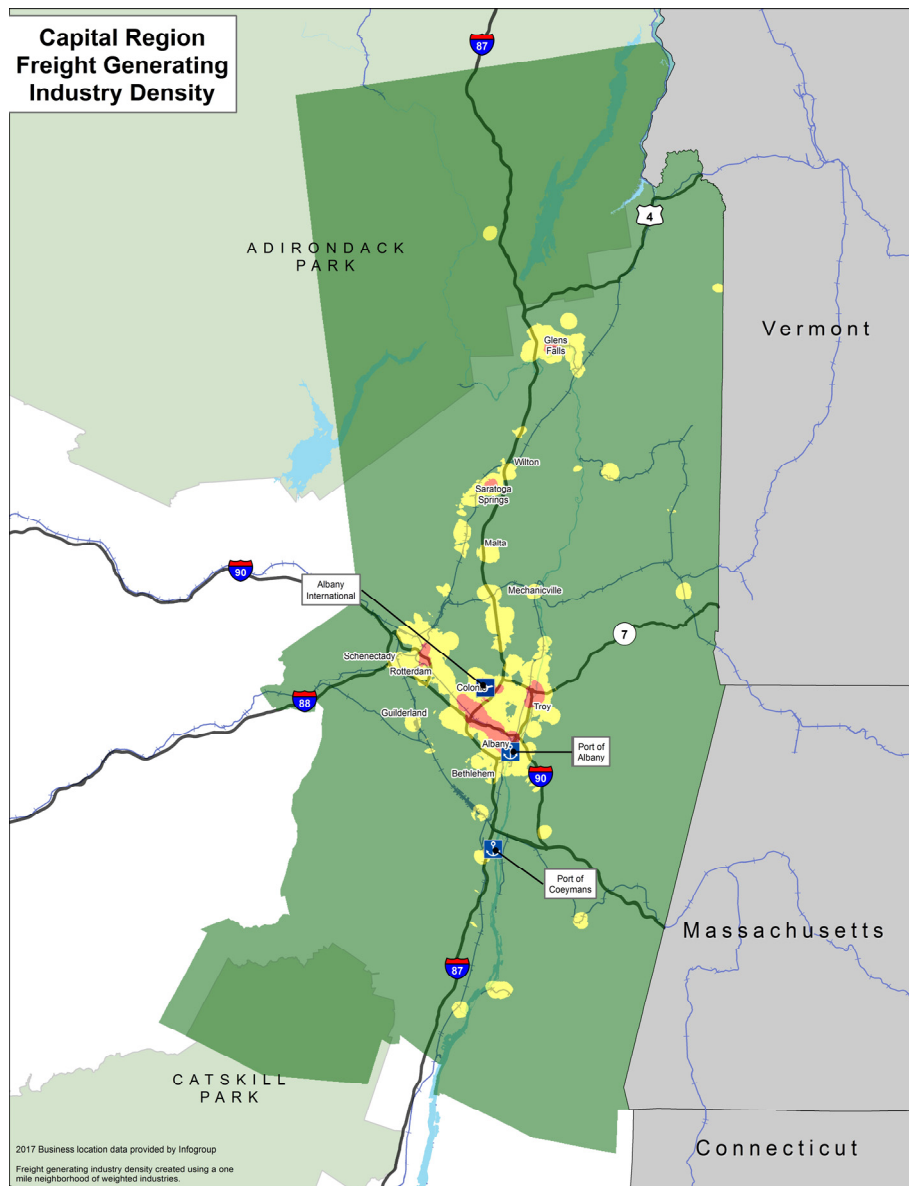 Capital Region
Freight Generating
Industry Density
87
4
ADIRONDACK
PARK
Vermont
Glens
Falls
Wilton
Saratoga
Springs
Malta
90
Albany
International
Mechanicville
7
Schenectady
Rotterdam
Colonie
88
Guilderland
Troy
Albany
Port of
Albany
Bethlehem
90
Port of
Coeymans
Massachusetts
87
CATSKILL
PARK
Connecticut
2017 Business location data provided by Infogroup
Freight generating industry density created using a one
mile neighborhood of weighted industries.